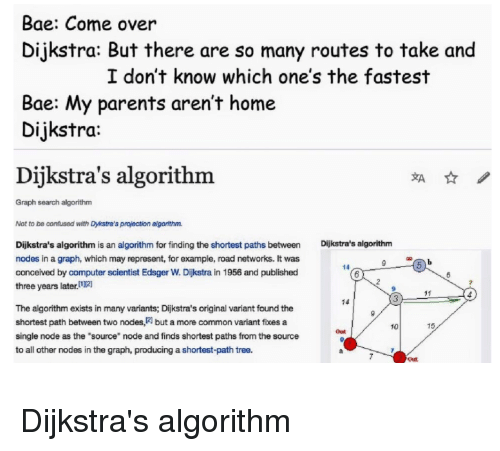 Bae: Come over
Dijkstra: But there are so many routes to take and
I don't know which one's the fastest
Bae: My parents aren't home
Dijkstra:
Dijkstra's algorithm
Graph search algorithm
Not to be confused with Dykstra's projection algorithm.
Dijkstra's algorithm is an algorithm for finding the shortest paths between
nodes in a graph, which may represent, for example, road networks. It was
conceived by computer scientist Edsger W. Dijkstra in 1956 and published
three years later.[1][2]
The algorithm exists in many variants; Dijkstra's original variant found the
shortest path between two nodes,[2] but a more common variant fixes a
single node as the "source" node and finds shortest paths from the source
to all other nodes in the graph, producing a shortest-path tree.
Dijkstra's algorithm
14
9
∞
5
b
6
2
6
9
?
3
11
4
14
9
10
15
Out
0
a
7
7
Out
Dijkstra's algorithm